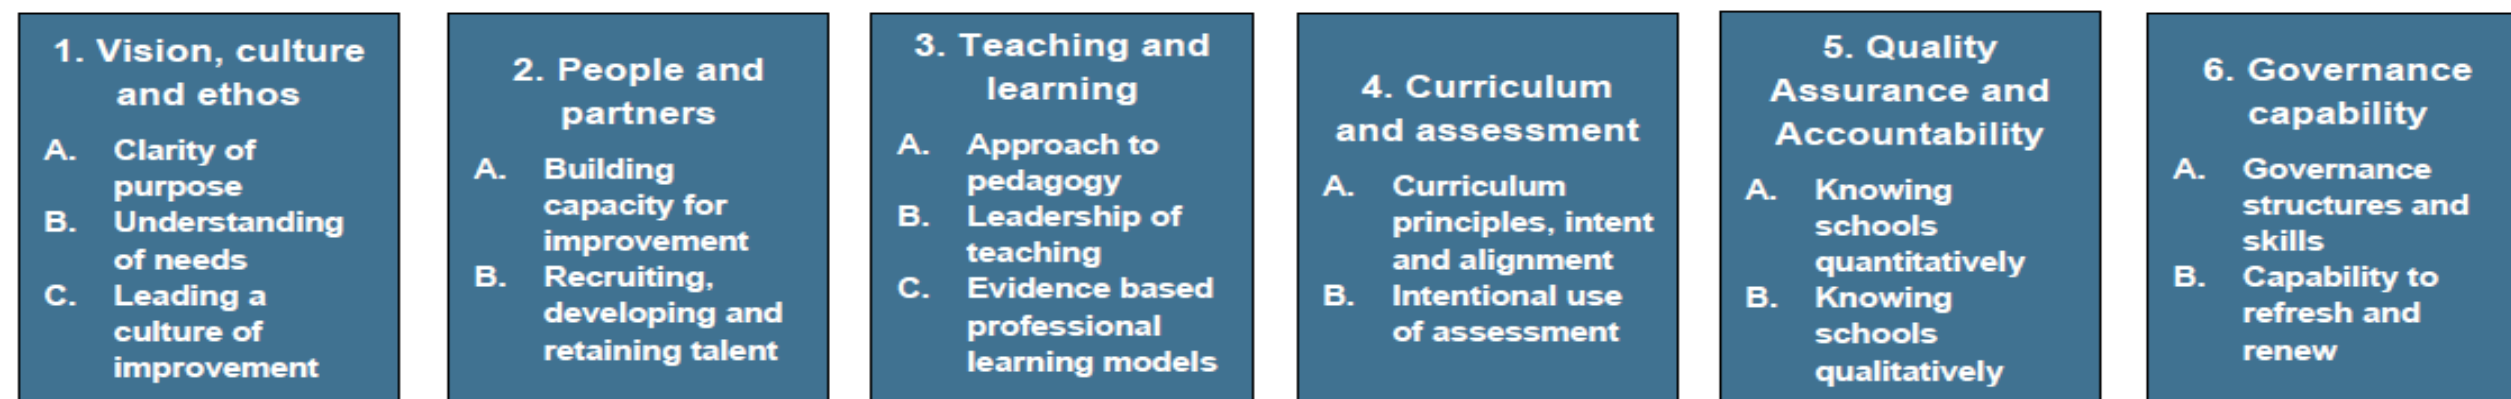 1. Vision, culture
and ethos
A. Clarity of
purpose
B. Understanding
of needs
C. Leading a
culture of
improvement
2. People and
partners
A. Building
capacity for
improvement
B. Recruiting,
developing and
retaining talent
3. Teaching and
learning
A. Approach to
pedagogy
B. Leadership of
teaching
C. Evidence based
professional
learning models
4. Curriculum
and assessment
A. Curriculum
principles, intent
and alignment
B. Intentional use
of assessment
5. Quality
Assurance and
Accountability
A. Knowing
schools
quantitatively
B. Knowing
schools
qualitatively
6. Governance
capability
A. Governance
structures and
skills
B. Capability to
refresh and
renew